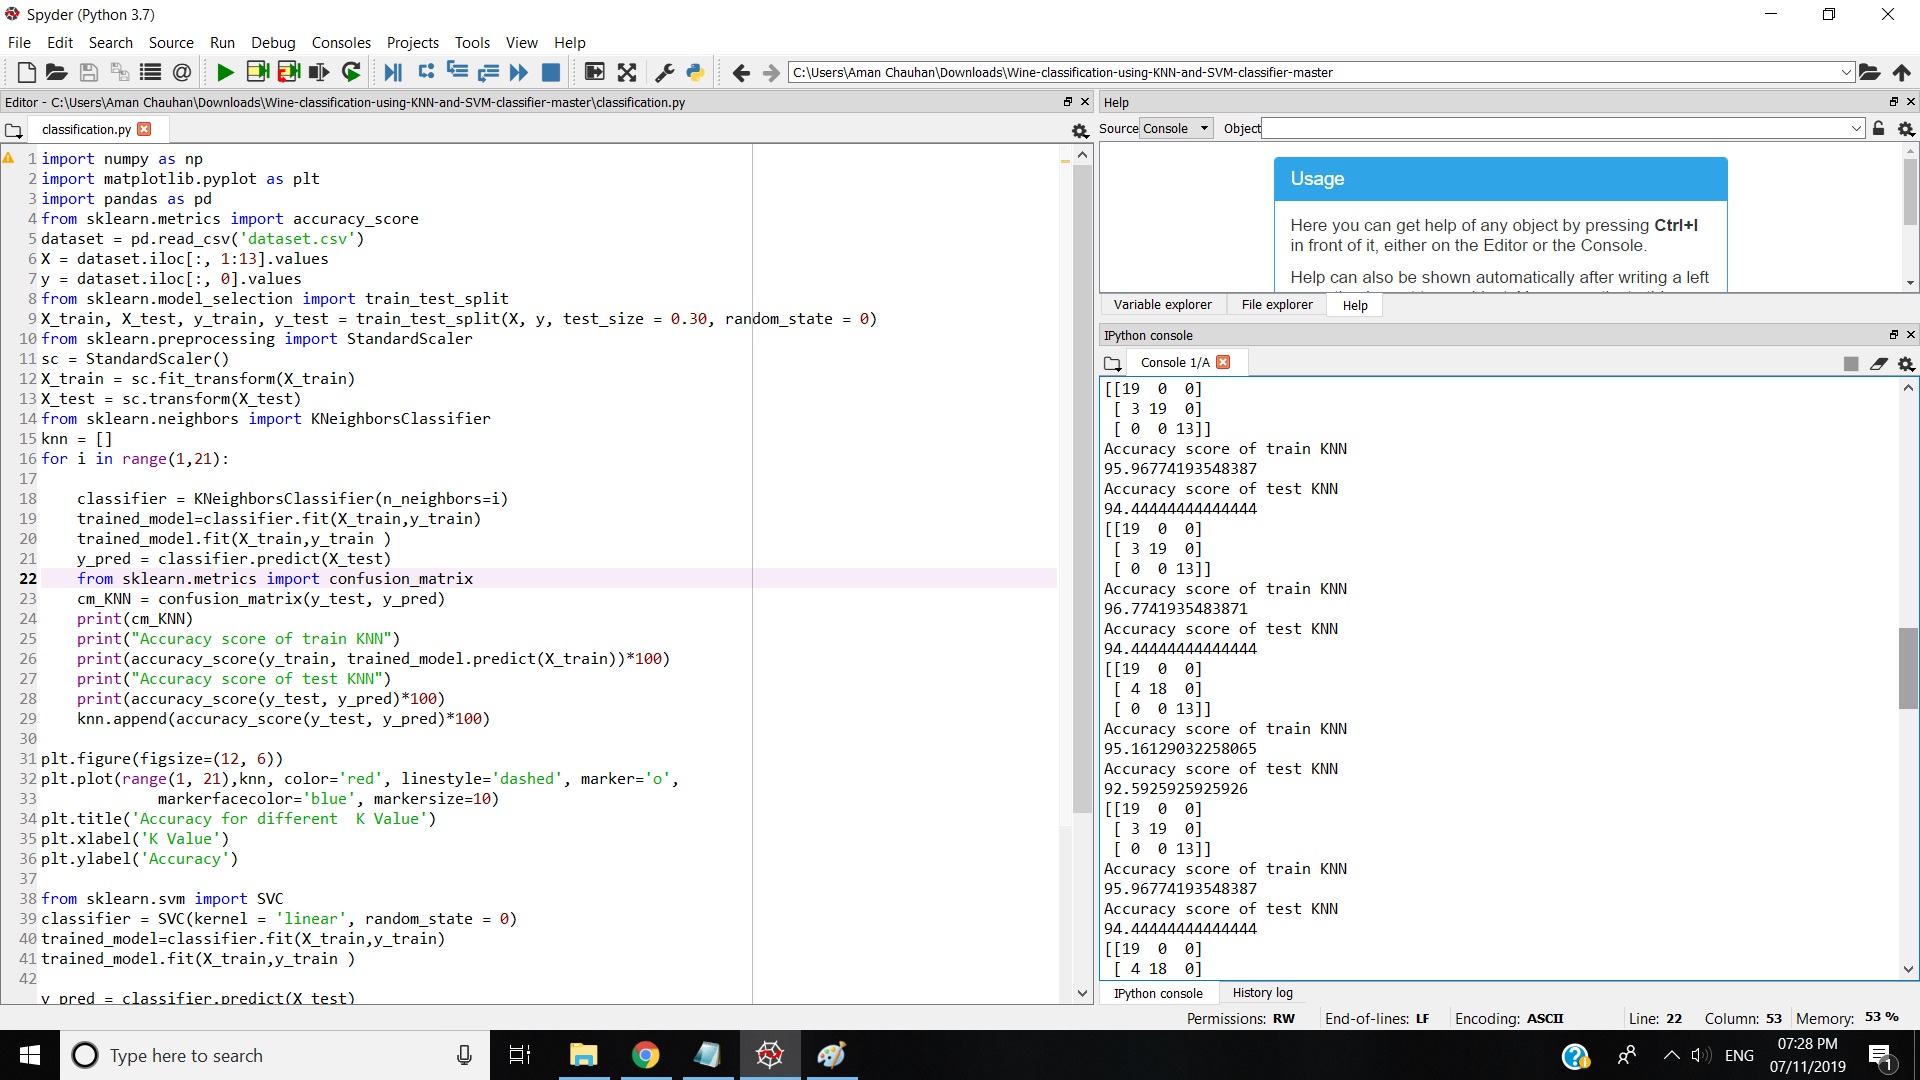 Spyder (Python 3.7)
File Edit Search Source Run Debug Consoles Projects Tools View Help
C:\Users\Aman Chauhan\Downloads\Wine-classification-using-KNN-and-SVM-classifier-master
Editor - C:\Users\Aman Chauhan\Downloads\Wine-classification-using-KNN-and-SVM-classifier-master\classification.py
classification.py
1 import numpy as np
2 import matplotlib.pyplot as plt
3 import pandas as pd
4 from sklearn.metrics import accuracy_score
5 dataset = pd.read_csv('dataset.csv')
6 X = dataset.iloc[:, 1:13].values
7 y = dataset.iloc[:, 0].values
8 from sklearn.model_selection import train_test_split
9 X_train, X_test, y_train, y_test = train_test_split(X, y, test_size = 0.30, random_state = 0)
10 from sklearn.preprocessing import StandardScaler
11 sc = StandardScaler()
12 X_train = sc.fit_transform(X_train)
13 X_test = sc.transform(X_test)
14 from sklearn.neighbors import KNeighborsClassifier
15 knn = []
16 for i in range(1,21):
17
18     classifier = KNeighborsClassifier(n_neighbors=i)
19     trained_model=classifier.fit(X_train,y_train)
20     trained_model.fit(X_train,y_train )
21     y_pred = classifier.predict(X_test)
22     from sklearn.metrics import confusion_matrix
23     cm_KNN = confusion_matrix(y_test, y_pred)
24     print(cm_KNN)
25     print("Accuracy score of train KNN")
26     print(accuracy_score(y_train, trained_model.predict(X_train))*100)
27     print("Accuracy score of test KNN")
28     print(accuracy_score(y_test, y_pred)*100)
29     knn.append(accuracy_score(y_test, y_pred)*100)
30
31 plt.figure(figsize=(12, 6))
32 plt.plot(range(1, 21),knn, color='red', linestyle='dashed', marker='o',
33              markerfacecolor='blue', markersize=10)
34 plt.title('Accuracy for different  K Value')
35 plt.xlabel('K Value')
36 plt.ylabel('Accuracy')
37
38 from sklearn.svm import SVC
39 classifier = SVC(kernel = 'linear', random_state = 0)
40 trained_model=classifier.fit(X_train,y_train)
41 trained_model.fit(X_train,y_train )
42
y_pred = classifier.predict(X_test)
Help
Source Console Object
Usage
Here you can get help of any object by pressing Ctrl+I
in front of it, either on the Editor or the Console.
Help can also be shown automatically after writing a left
Variable explorer File explorer Help
IPython console
Console 1/A
[[19  0  0]
 [ 3 19  0]
 [ 0  0 13]]
Accuracy score of train KNN
95.96774193548387
Accuracy score of test KNN
94.44444444444444
[[19  0  0]
 [ 3 19  0]
 [ 0  0 13]]
Accuracy score of train KNN
96.7741935483871
Accuracy score of test KNN
94.44444444444444
[[19  0  0]
 [ 4 18  0]
 [ 0  0 13]]
Accuracy score of train KNN
95.16129032258065
Accuracy score of test KNN
92.5925925925926
[[19  0  0]
 [ 3 19  0]
 [ 0  0 13]]
Accuracy score of train KNN
95.96774193548387
Accuracy score of test KNN
94.44444444444444
[[19  0  0]
 [ 4 18  0]
IPython console History log
Permissions: RW End-of-lines: LF Encoding: ASCII Line: 22 Column: 53 Memory: 53 %
Type here to search
ENG
07:28 PM
07/11/2019
1